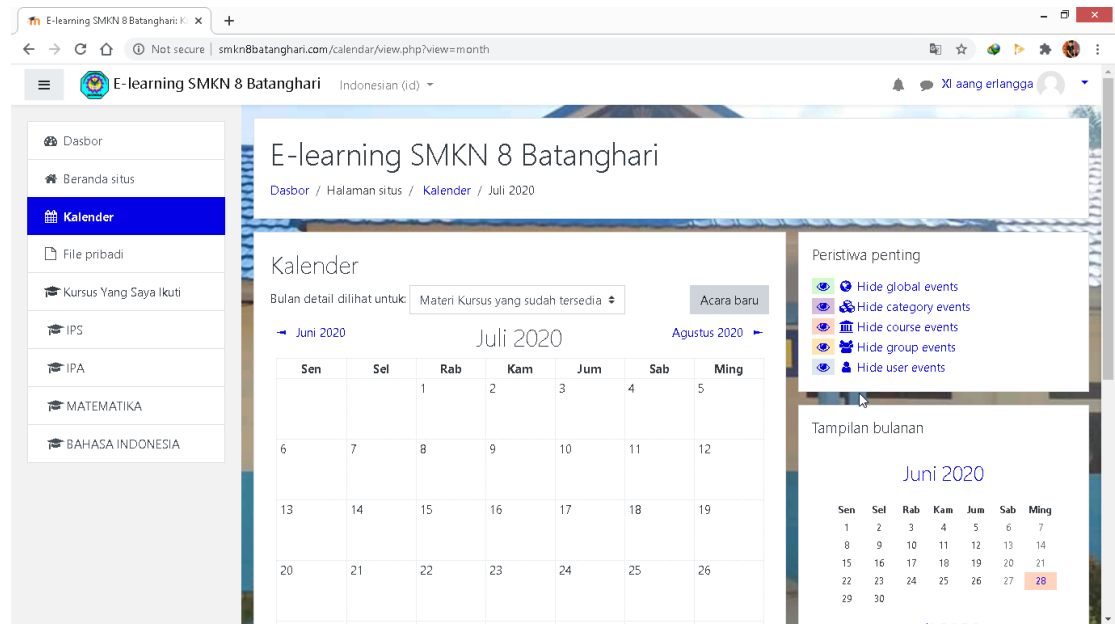 E-learning SMKN 8 Batanghari: K
Not secure | smkn8batanghari.com/calendar/view.php?view=month
E-learning SMKN 8 Batanghari Indonesian (id) XI aang erlangga
Dasbor
Beranda situs
Kalender
File pribadi
Kursus Yang Saya Ikuti
IPS
IPA
MATEMATIKA
BAHASA INDONESIA
E-learning SMKN 8 Batanghari
Dasbor / Halaman situs / Kalender / Juli 2020
Kalender
Bulan detail dilihat untuk: Materi Kursus yang sudah tersedia Acara baru
◄ Juni 2020 Juli 2020 Agustus 2020 ►
Sen Sel Rab Kam Jum Sab Ming
1 2 3 4 5
6 7 8 9 10 11 12
13 14 15 16 17 18 19
20 21 22 23 24 25 26
Peristiwa penting
Hide global events
Hide category events
Hide course events
Hide group events
Hide user events
Tampilan bulanan
Juni 2020
Sen Sel Rab Kam Jum Sab Ming
1 2 3 4 5 6 7
8 9 10 11 12 13 14
15 16 17 18 19 20 21
22 23 24 25 26 27 28
29 30